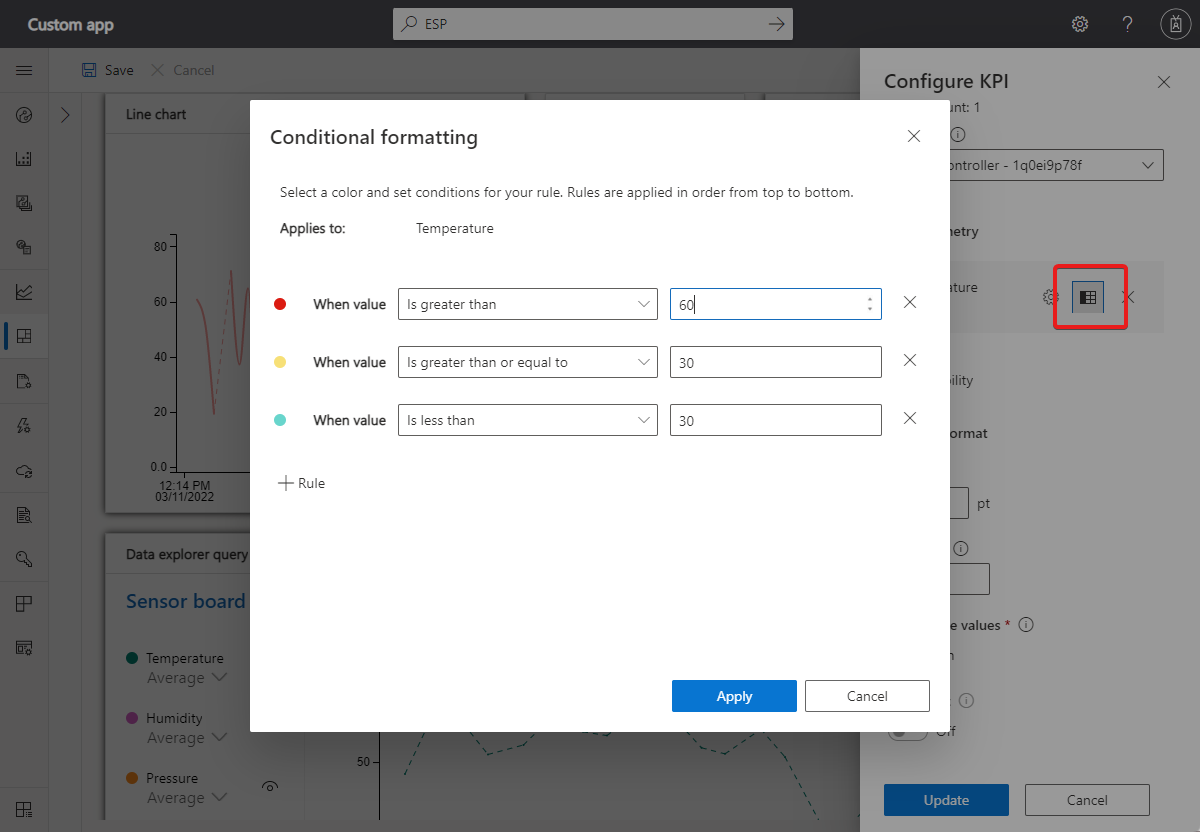 Custom app
ESP
Save
Cancel
Configure KPI
unt: 1
ontroller - 1q0ei9p78f
Line chart
Conditional formatting
Select a color and set conditions for your rule. Rules are applied in order from top to bottom.
Applies to: Temperature
When value Is greater than 60
When value Is greater than or equal to 30
When value Is less than 30
Rule
Apply
Cancel
80
60
40
20
0.0
12:14 PM
03/11/2022
Data explorer query
Sensor board
Temperature
Average
Humidity
Average
Pressure
Average
50
etry
ature
ility
ormat
pt
e values *
n
Off
Update
Cancel